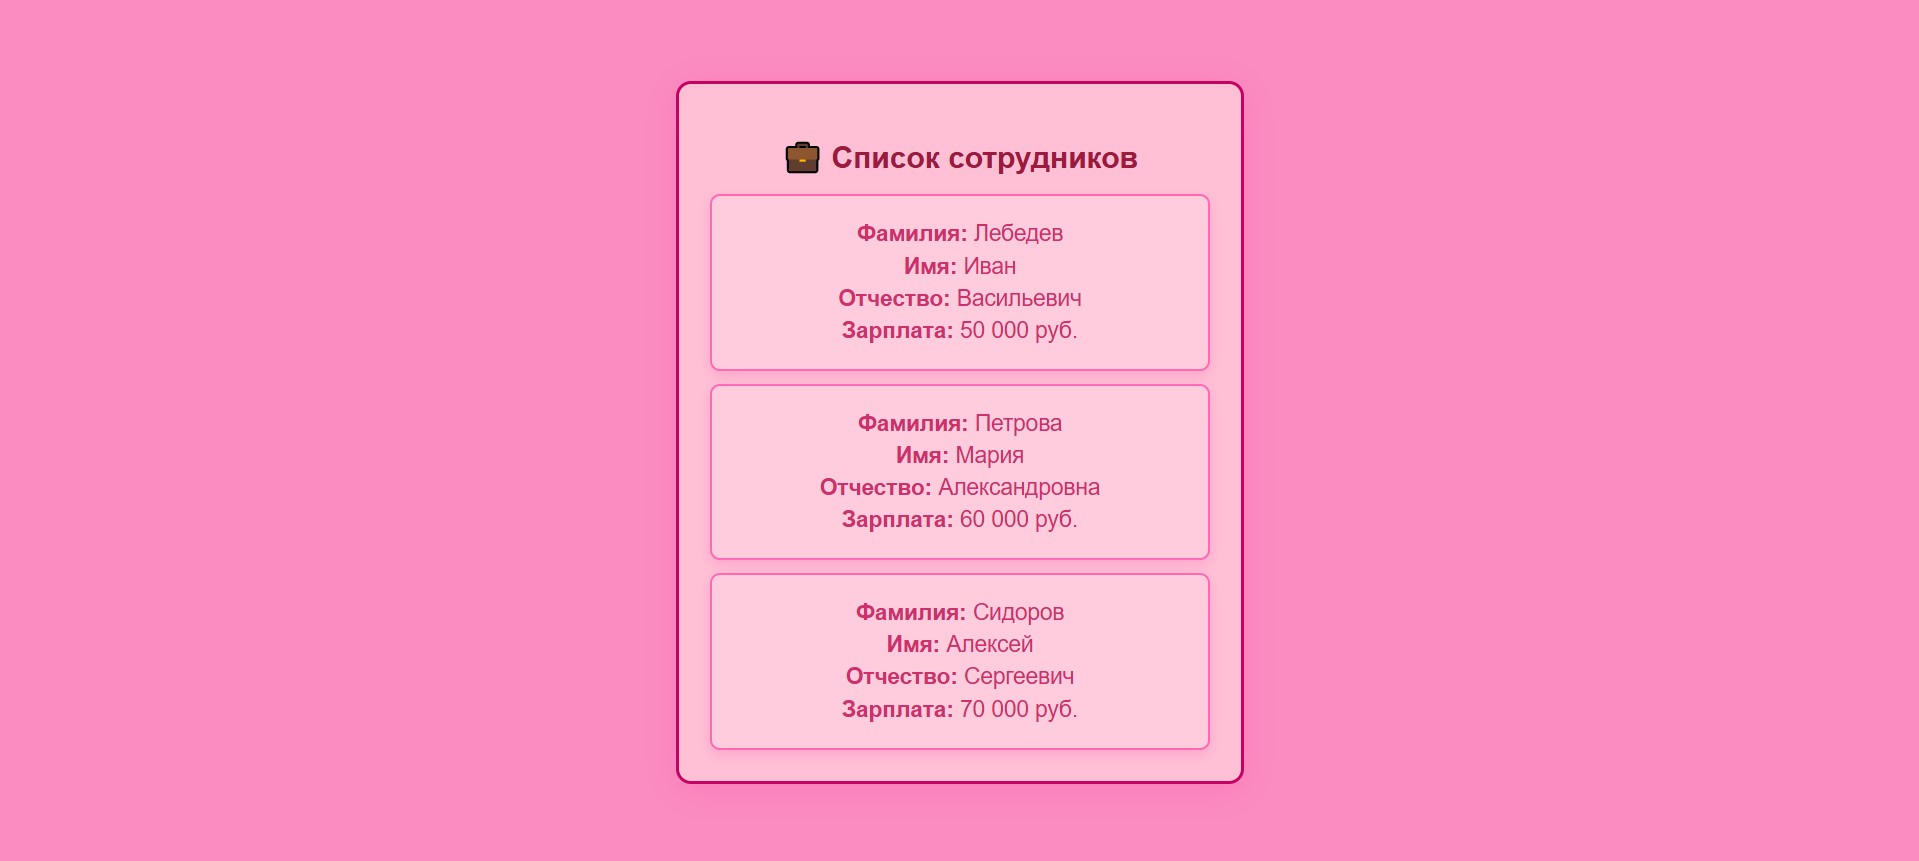 Список сотрудников
Фамилия: Лебедев
Имя: Иван
Отчество: Васильевич
Зарплата: 50 000 руб.
Фамилия: Петрова
Имя: Мария
Отчество: Александровна
Зарплата: 60 000 руб.
Фамилия: Сидоров
Имя: Алексей
Отчество: Сергеевич
Зарплата: 70 000 руб.